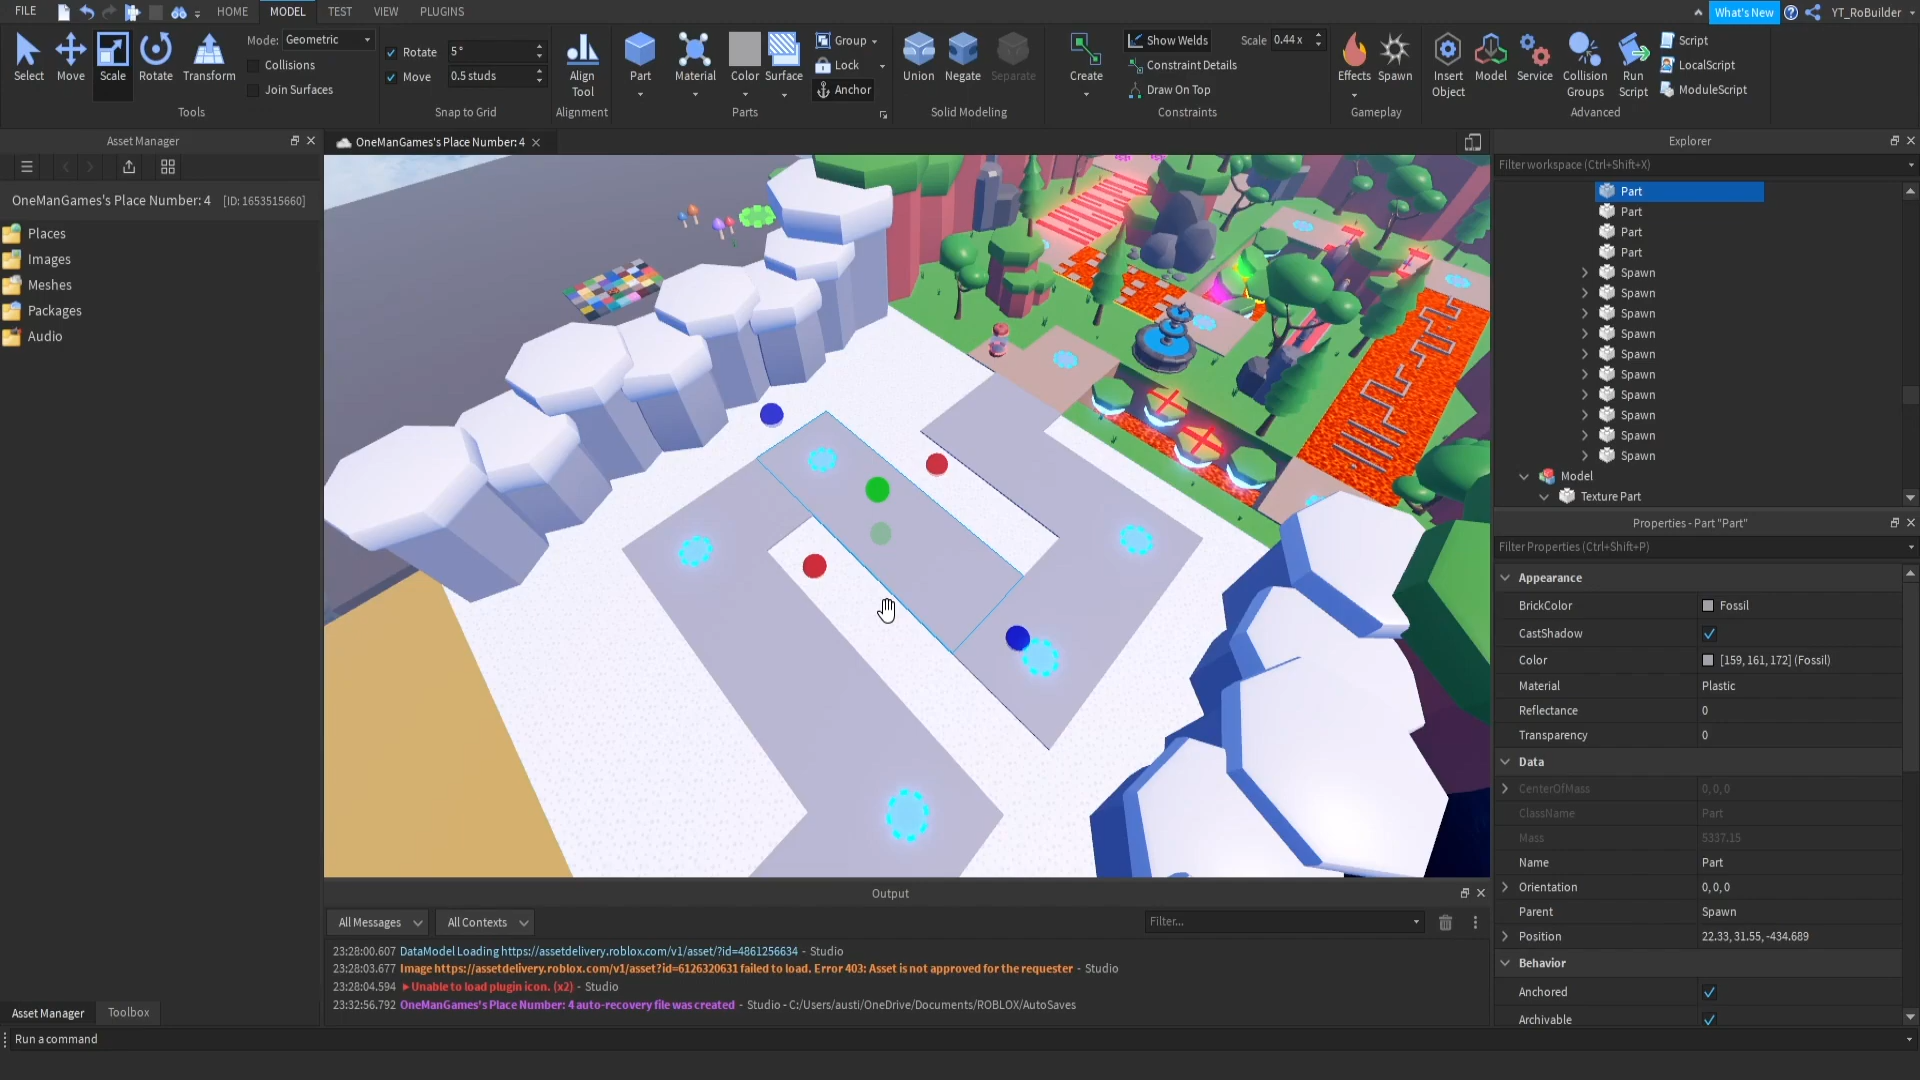 FILE
HOME
MODEL
TEST
VIEW
PLUGINS
What's New
YT_RoBuilder
Select
Move
Scale
Rotate
Transform
Mode: Geometric
Collisions
Join Surfaces
Tools
Rotate 5 °
Move 0.5 studs
Snap to Grid
Align Tool
Alignment
Part
Material
Color
Surface
Group
Lock
Anchor
Parts
Union
Negate
Separate
Solid Modeling
Create
Show Welds
Constraint Details
Draw On Top
Scale 0.44 x
Constraints
Effects
Spawn
Gameplay
Insert Object
Model
Service
Collision Groups
Run Script
Script
LocalScript
ModuleScript
Advanced
Asset Manager
OneManGames's Place Number: 4 [ID: 1653515660]
Places
Images
Meshes
Packages
Audio
Asset Manager
Toolbox
Run a command
OneManGames's Place Number: 4
Output
All Messages
All Contexts
Filter...
23:28:00.607 DataModel Loading https://assetdelivery.roblox.com/v1/asset/?id=4861256634 - Studio
23:28:03.677 Image https://assetdelivery.roblox.com/v1/asset?id=6126320631 failed to load. Error 403: Asset is not approved for the requester - Studio
23:28:04.594 Unable to load plugin icon. (x2) - Studio
23:32:56.792 OneManGames's Place Number: 4 auto-recovery file was created - Studio - C:/Users/austi/OneDrive/Documents/ROBLOX/AutoSaves
Explorer
Filter workspace (Ctrl+Shift+X)
Part
Part
Part
Part
Spawn
Spawn
Spawn
Spawn
Spawn
Spawn
Spawn
Spawn
Spawn
Spawn
Model
Texture Part
Properties - Part "Part"
Filter Properties (Ctrl+Shift+P)
Appearance
BrickColor Fossil
CastShadow
Color [159, 161, 172] (Fossil)
Material Plastic
Reflectance 0
Transparency 0
Data
CenterOfMass 0, 0, 0
ClassName Part
Mass 5337.15
Name Part
Orientation 0, 0, 0
Parent Spawn
Position 22.33, 31.55, -434.689
Behavior
Anchored
Archivable